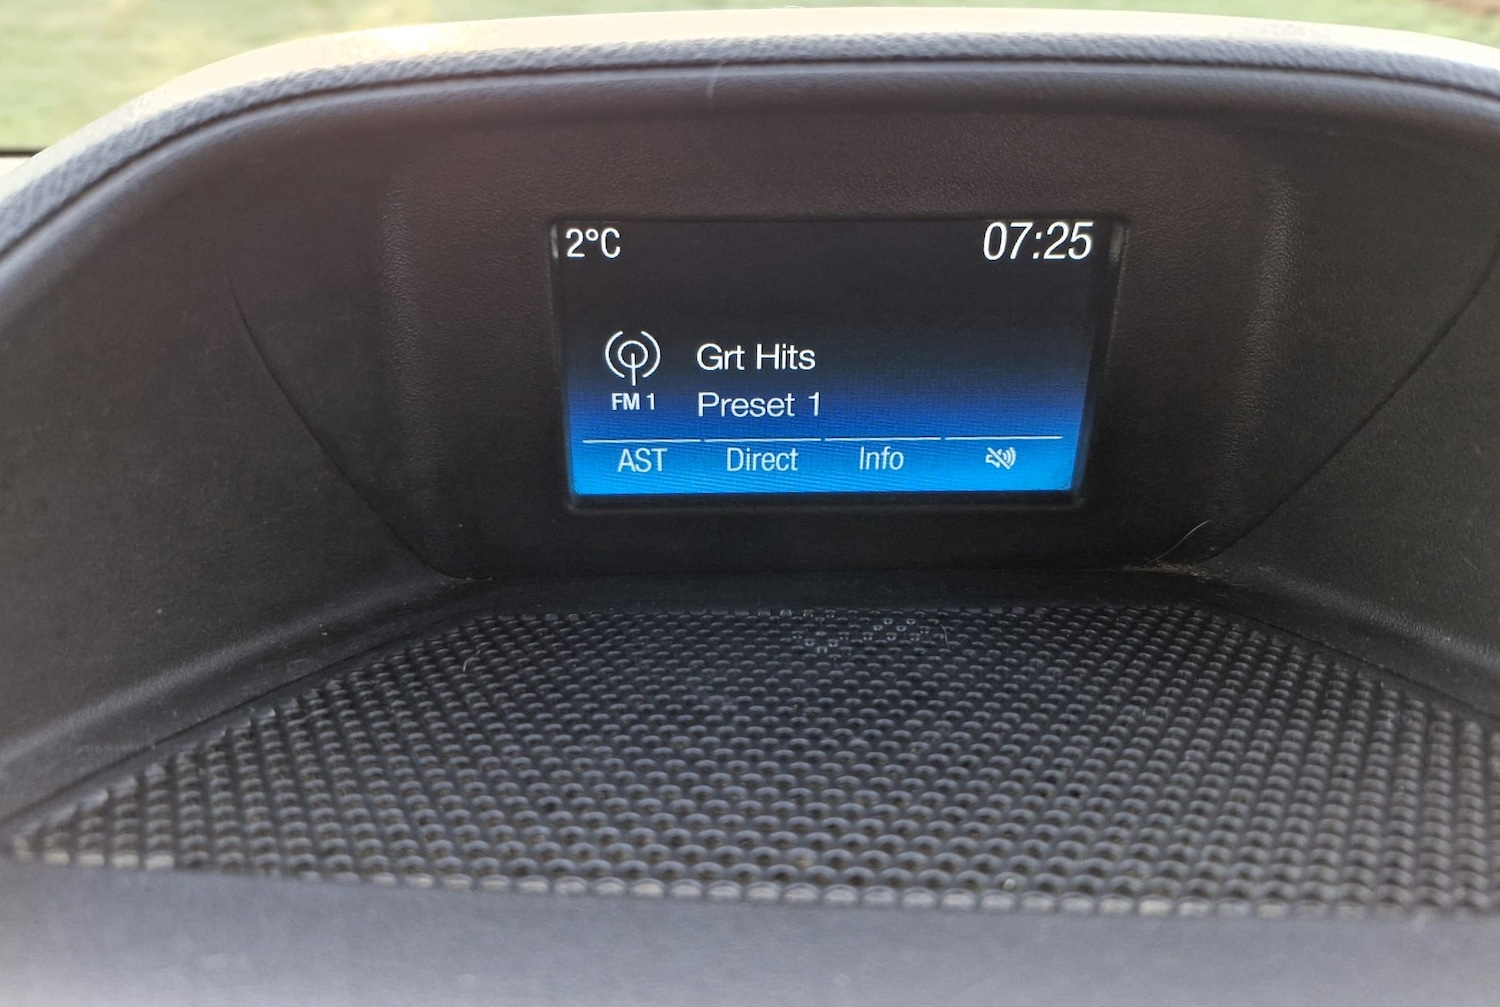 2°C 07:25
Grt Hits
FM 1 Preset 1
AST Direct Info